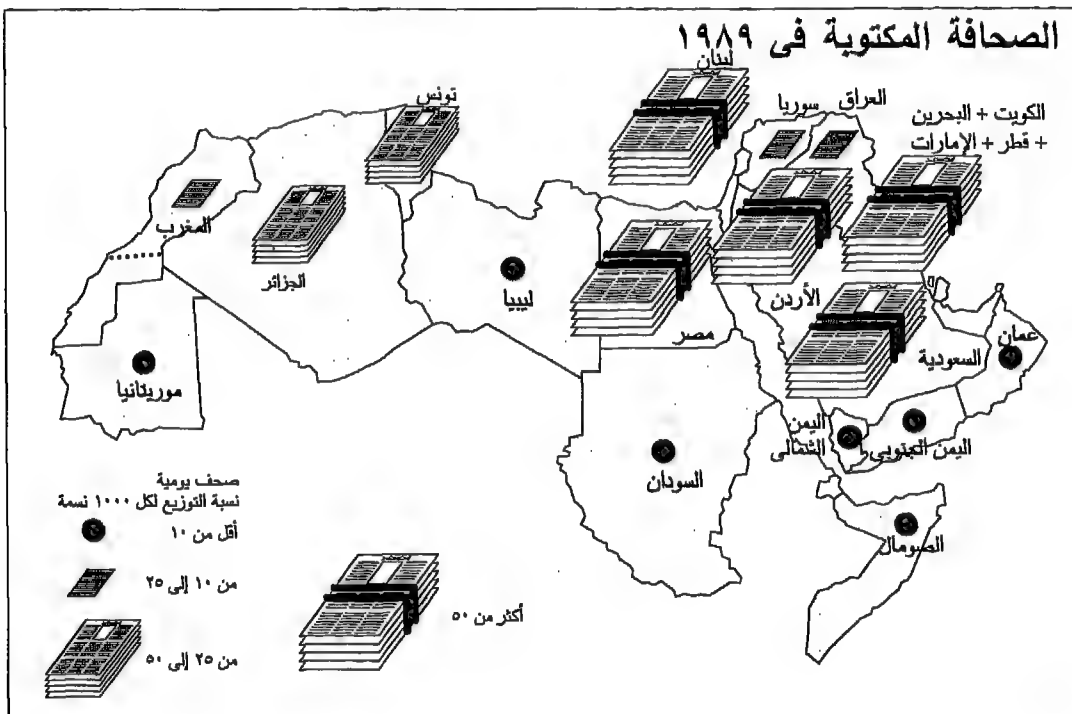 الصحافة المكتوية فى ١٩٨٩
لبنان
تونس
سوريا
العراق
الكويت + البحرين
+ قطر + الإمارات
المغرب
الجزائر
ليبيا
مصر
الأردن
السعودية
عمان
موريتانيا
السودان
اليمن
الشمالى
اليمن الجنوبى
الصومال
صحف يومية
نسبة التوزيع لكل ١٠٠٠ نسمة
أقل من ١٠
من ١٠ إلى ٢٥
من ٢٥ إلى ٥٠
أكثر من ٥٠